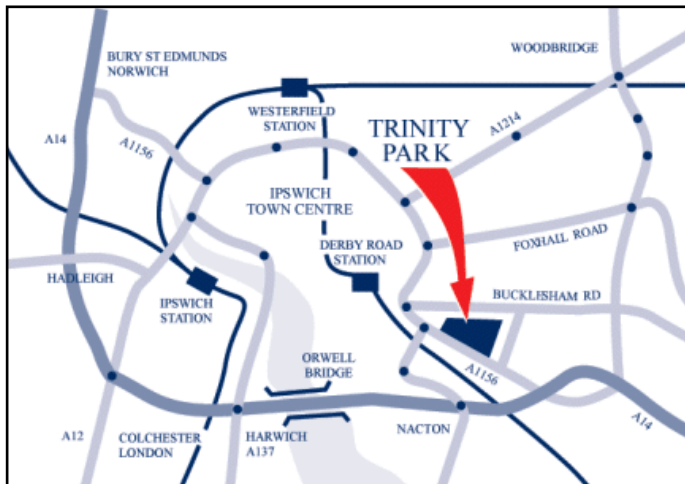 BURY ST EDMUNDS
NORWICH
WOODBRIDGE
WESTERFIELD
STATION
TRINITY
PARK
A1214
A14
A1156
IPSWICH
TOWN CENTRE
DERBY ROAD
STATION
FOXHALL ROAD
HADLEIGH
IPSWICH
STATION
BUCKLESHAM RD
ORWELL
BRIDGE
A1156
A12
COLCHESTER
LONDON
HARWICH
A137
NACTON
A14